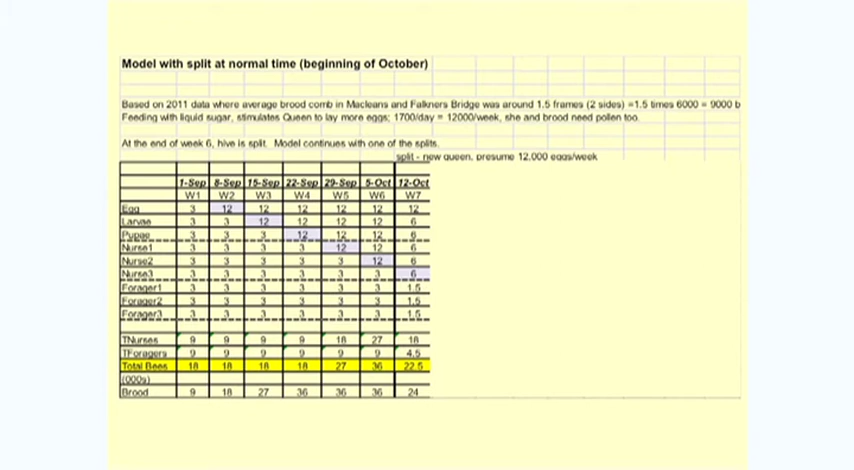 Model with split at normal time (beginning of October)
Based on 2011 data where average brood comb in Macleans and Falkners Bridge was around 1.5 frames (2 sides) =1.5 times 6000 = 9000 b
Feeding with liquid sugar, stimulates Queen to lay more eggs; 1700/day = 12000/week, she and brood need pollen too.
At the end of week 6, hive is split. Model continues with one of the splits.
split - new queen, presume 12,000 eggs/week
1-Sep 8-Sep 15-Sep 22-Sep 29-Sep 5-Oct 12-Oct
W1 W2 W3 W4 W5 W6 W7
Egg 3 12 12 12 12 12 12
Larvae 3 3 12 12 12 12 6
Pupae 3 3 3 12 12 12 6
Nurse1 3 3 3 3 12 12 6
Nurse2 3 3 3 3 3 12 6
Nurse3 3 3 3 3 3 3 6
Forager1 3 3 3 3 3 3 1.5
Forager2 3 3 3 3 3 3 1.5
Forager3 3 3 3 3 3 3 1.5
TNurses 9 9 9 9 18 27 18
TForagers 9 9 9 9 9 9 4.5
Total Bees 18 18 18 18 27 36 22.5
(000s)
Brood 9 18 27 36 36 36 24